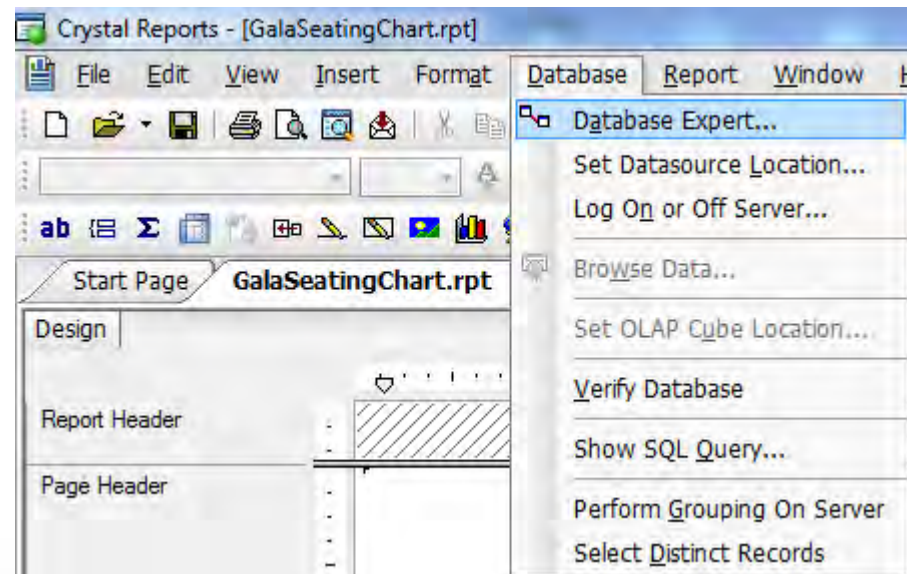 Crystal Reports - [GalaSeatingChart.rpt]
File Edit View Insert Format Database Report Window
Database Expert...
Set Datasource Location...
Log On or Off Server...
ab Σ
Browse Data...
Start Page GalaSeatingChart.rpt
Set OLAP Cube Location...
Design
Verify Database
Report Header
Show SQL Query...
Page Header
Perform Grouping On Server
Select Distinct Records